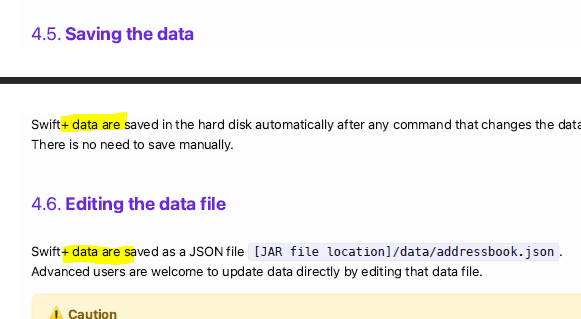 4.5. Saving the data
Swift+ data are saved in the hard disk automatically after any command that changes the data
There is no need to save manually.
4.6. Editing the data file
Swift+ data are saved as a JSON file [JAR file location]/data/addressbook.json .
Advanced users are welcome to update data directly by editing that data file.
⚠️ Caution